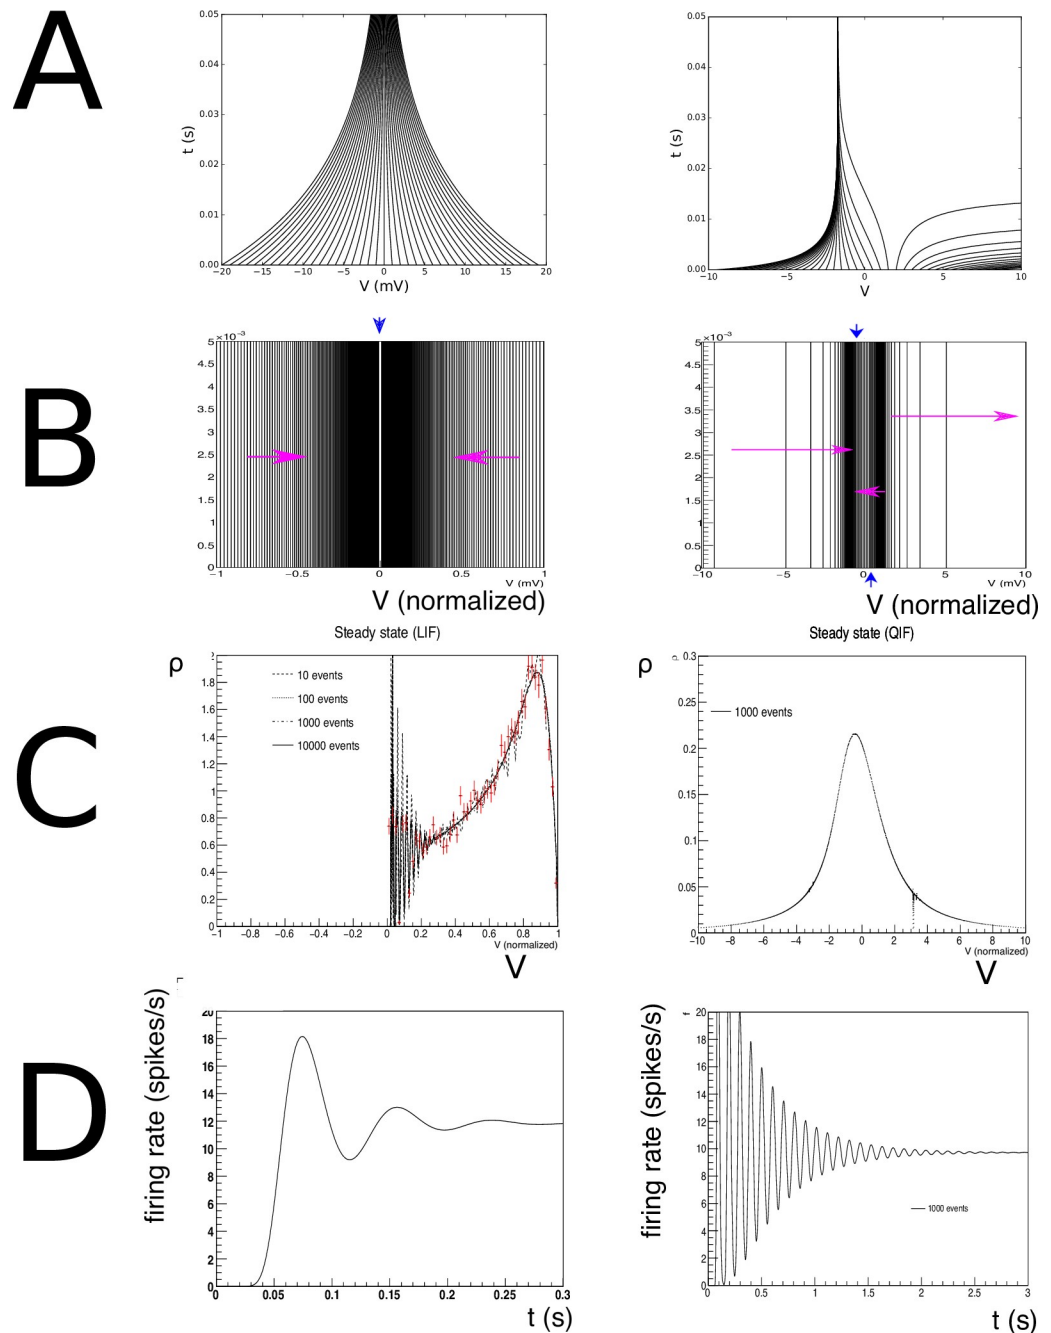 A
0.05
0.04
0.03
0.02
0.01
0.00
t (s)
−20 −15 −10 −5 0 5 10 15 20
V (mV)
0.05
0.04
0.03
0.02
0.01
0.00
t (s)
−10 −5 0 5 10
V
B
×10⁻³
5
4.5
4
3.5
3
2.5
2
1.5
1
0.5
0
−1 −0.5 0 0.5 1
V (mV)
V (normalized)
×10⁻³
5
4.5
4
3.5
3
2.5
2
1.5
1
0.5
0
−10 −5 0 5 10
V (mV)
V (normalized)
C
Steady state (LIF)
ρ
1.8
1.6
1.4
1.2
1
0.8
0.6
0.4
0.2
0
10 events
100 events
1000 events
10000 events
−1 −0.8 −0.6 −0.4 −0.2 0 0.2 0.4 0.6 0.8 1
V (normalized)
V
Steady state (QIF)
ρ
0.3
0.25
0.2
0.15
0.1
0.05
0
1000 events
−10 −8 −6 −4 −2 0 2 4 6 8 10
V (normalized)
V
D
firing rate (spikes/s)
20
18
16
14
12
10
8
6
4
2
0
0 0.05 0.1 0.15 0.2 0.25 0.3
t (s)
firing rate (spikes/s)
20
18
16
14
12
10
8
6
4
2
0
1000 events
0 0.5 1 1.5 2 2.5 3
t (s)